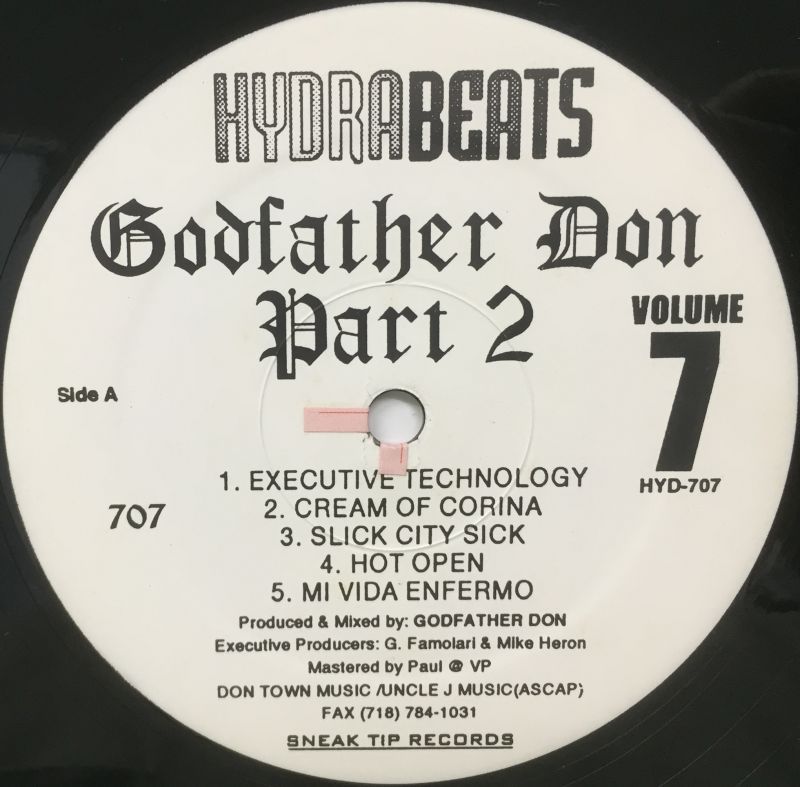 HYDRABEATS
Godfather Don
Part 2
VOLUME
7
HYD-707
Side A
707
1. EXECUTIVE TECHNOLOGY
2. CREAM OF CORINA
3. SLICK CITY SICK
4. HOT OPEN
5. MI VIDA ENFERMO
Produced & Mixed by: GODFATHER DON
Executive Producers: G. Famolari & Mike Heron
Mastered by Paul @ VP
DON TOWN MUSIC /UNCLE J MUSIC(ASCAP)
FAX (718) 784-1031
SNEAK TIP RECORDS